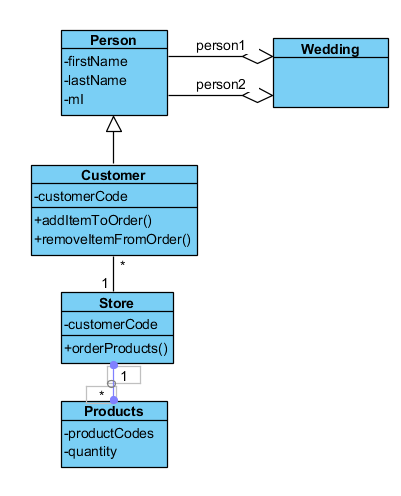 Person
-firstName
-lastName
-mI
person1
person2
Wedding
Customer
-customerCode
+addItemToOrder()
+removeItemFromOrder()
*
1
Store
-customerCode
+orderProducts()
1
*
Products
-productCodes
-quantity